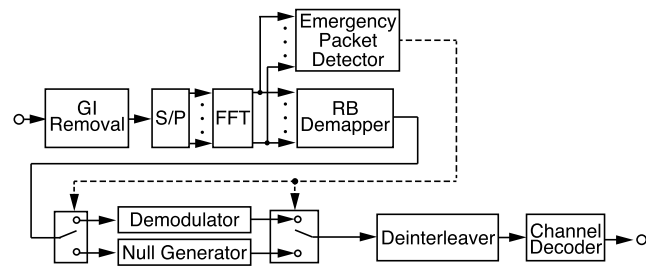 Emergency
Packet
Detector
GI
Removal
S/P
FFT
RB
Demapper
Demodulator
Null Generator
Deinterleaver
Channel
Decoder